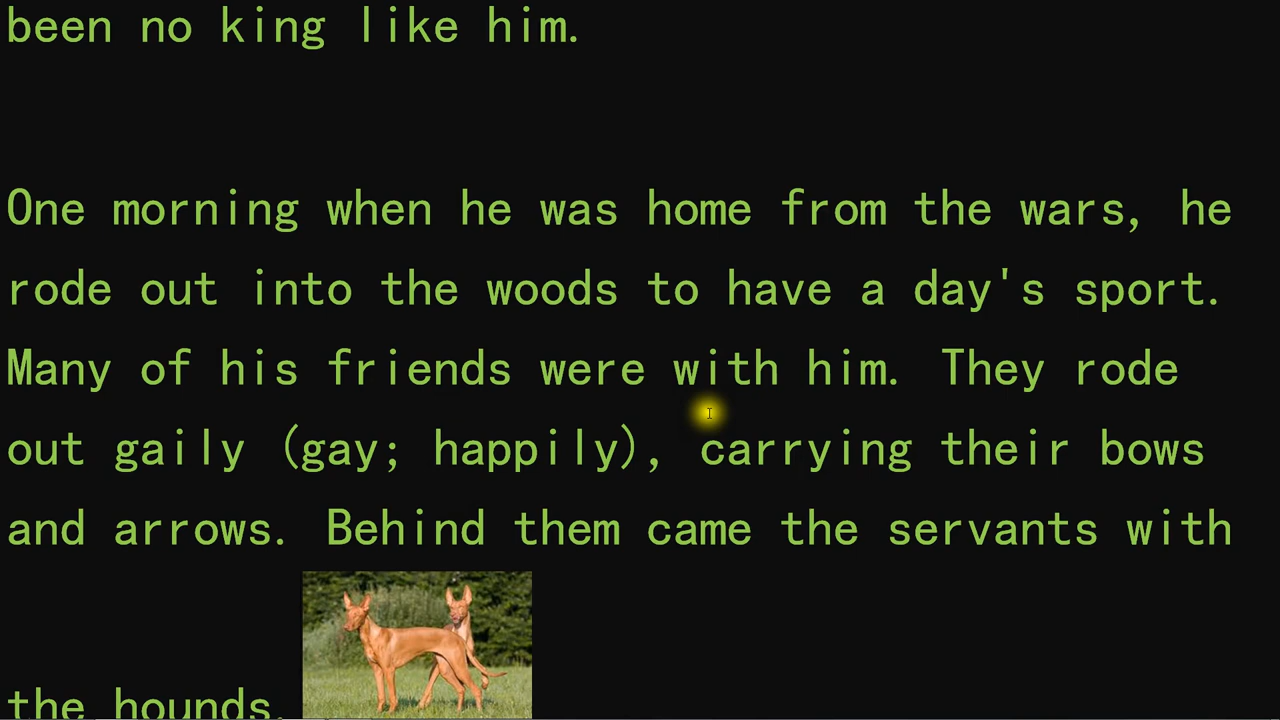 been no king like him.
One morning when he was home from the wars, he
rode out into the woods to have a day's sport.
Many of his friends were with him. They rode
out gaily (gay; happily), carrying their bows
and arrows. Behind them came the servants with
the hounds.